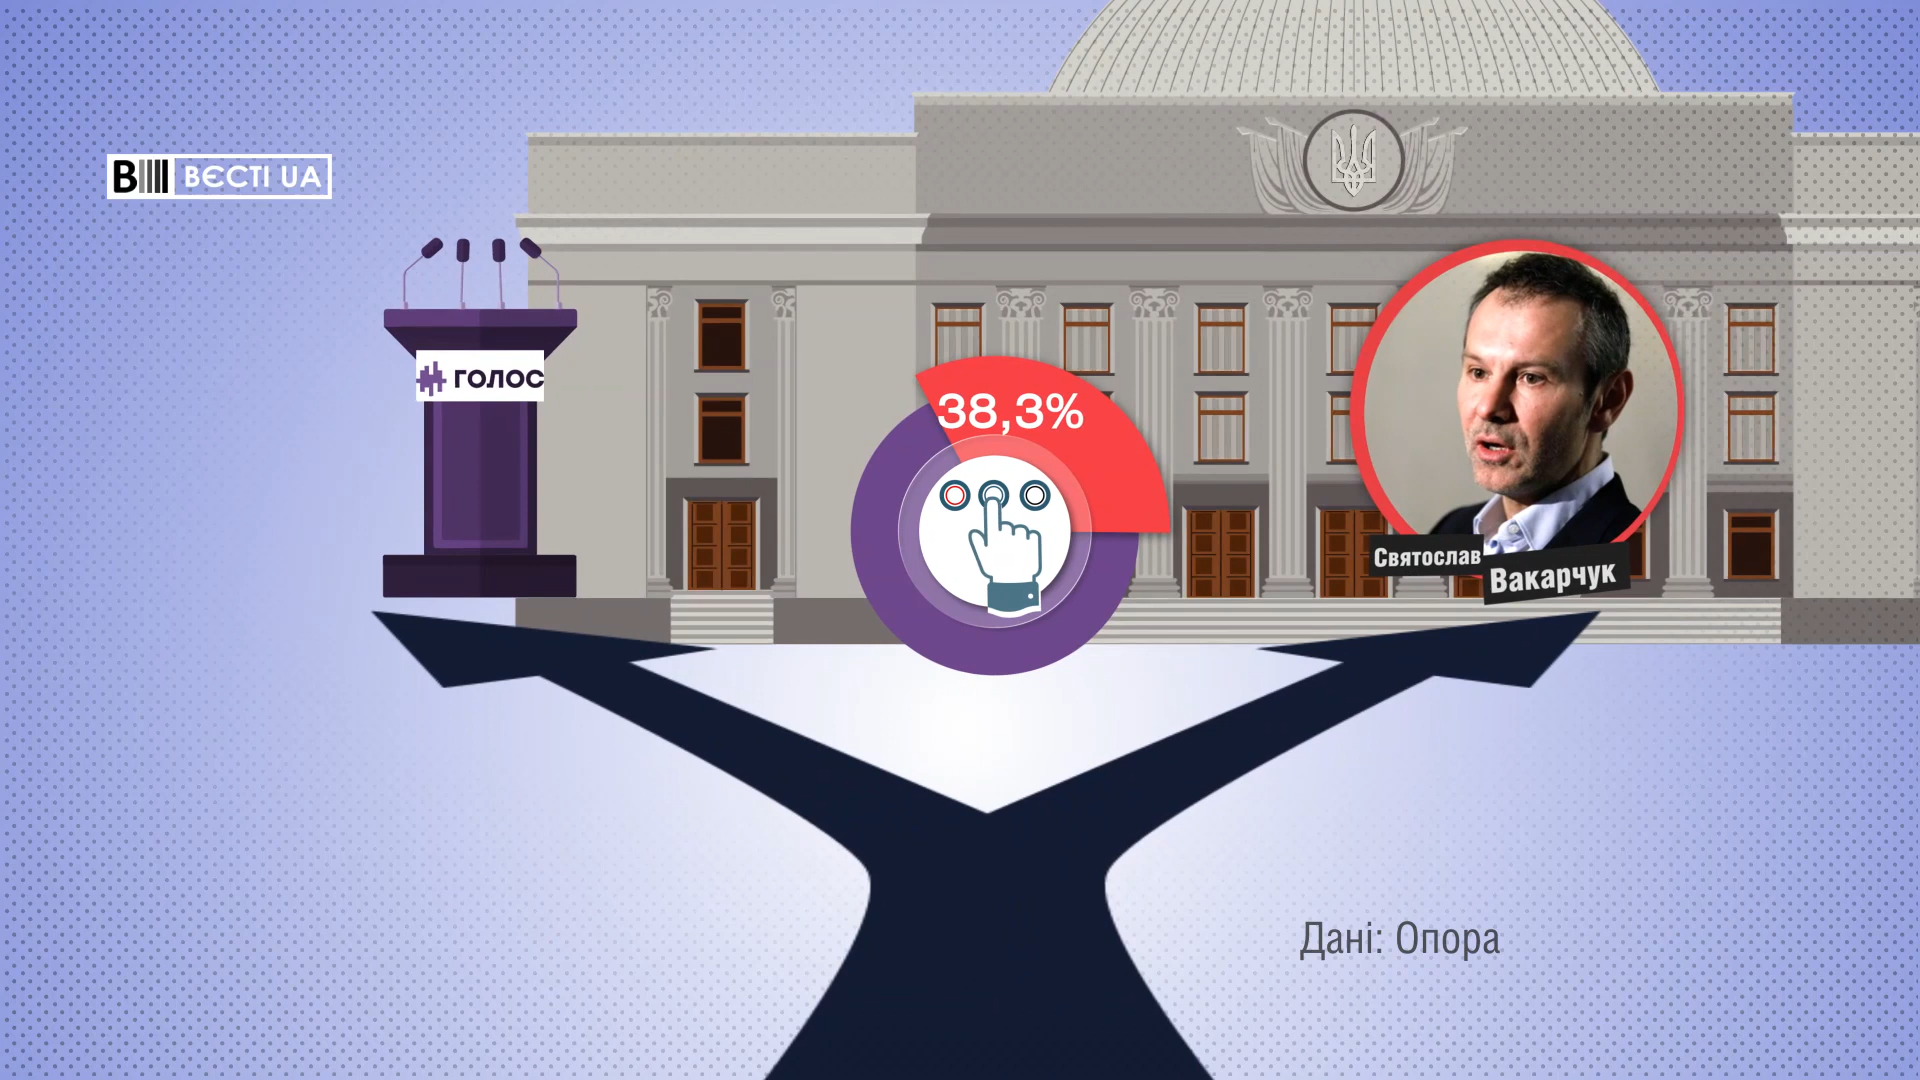 В ВЄСТІ UA
ГОЛОС
38,3%
Святослав
Вакарчук
Дані: Опора